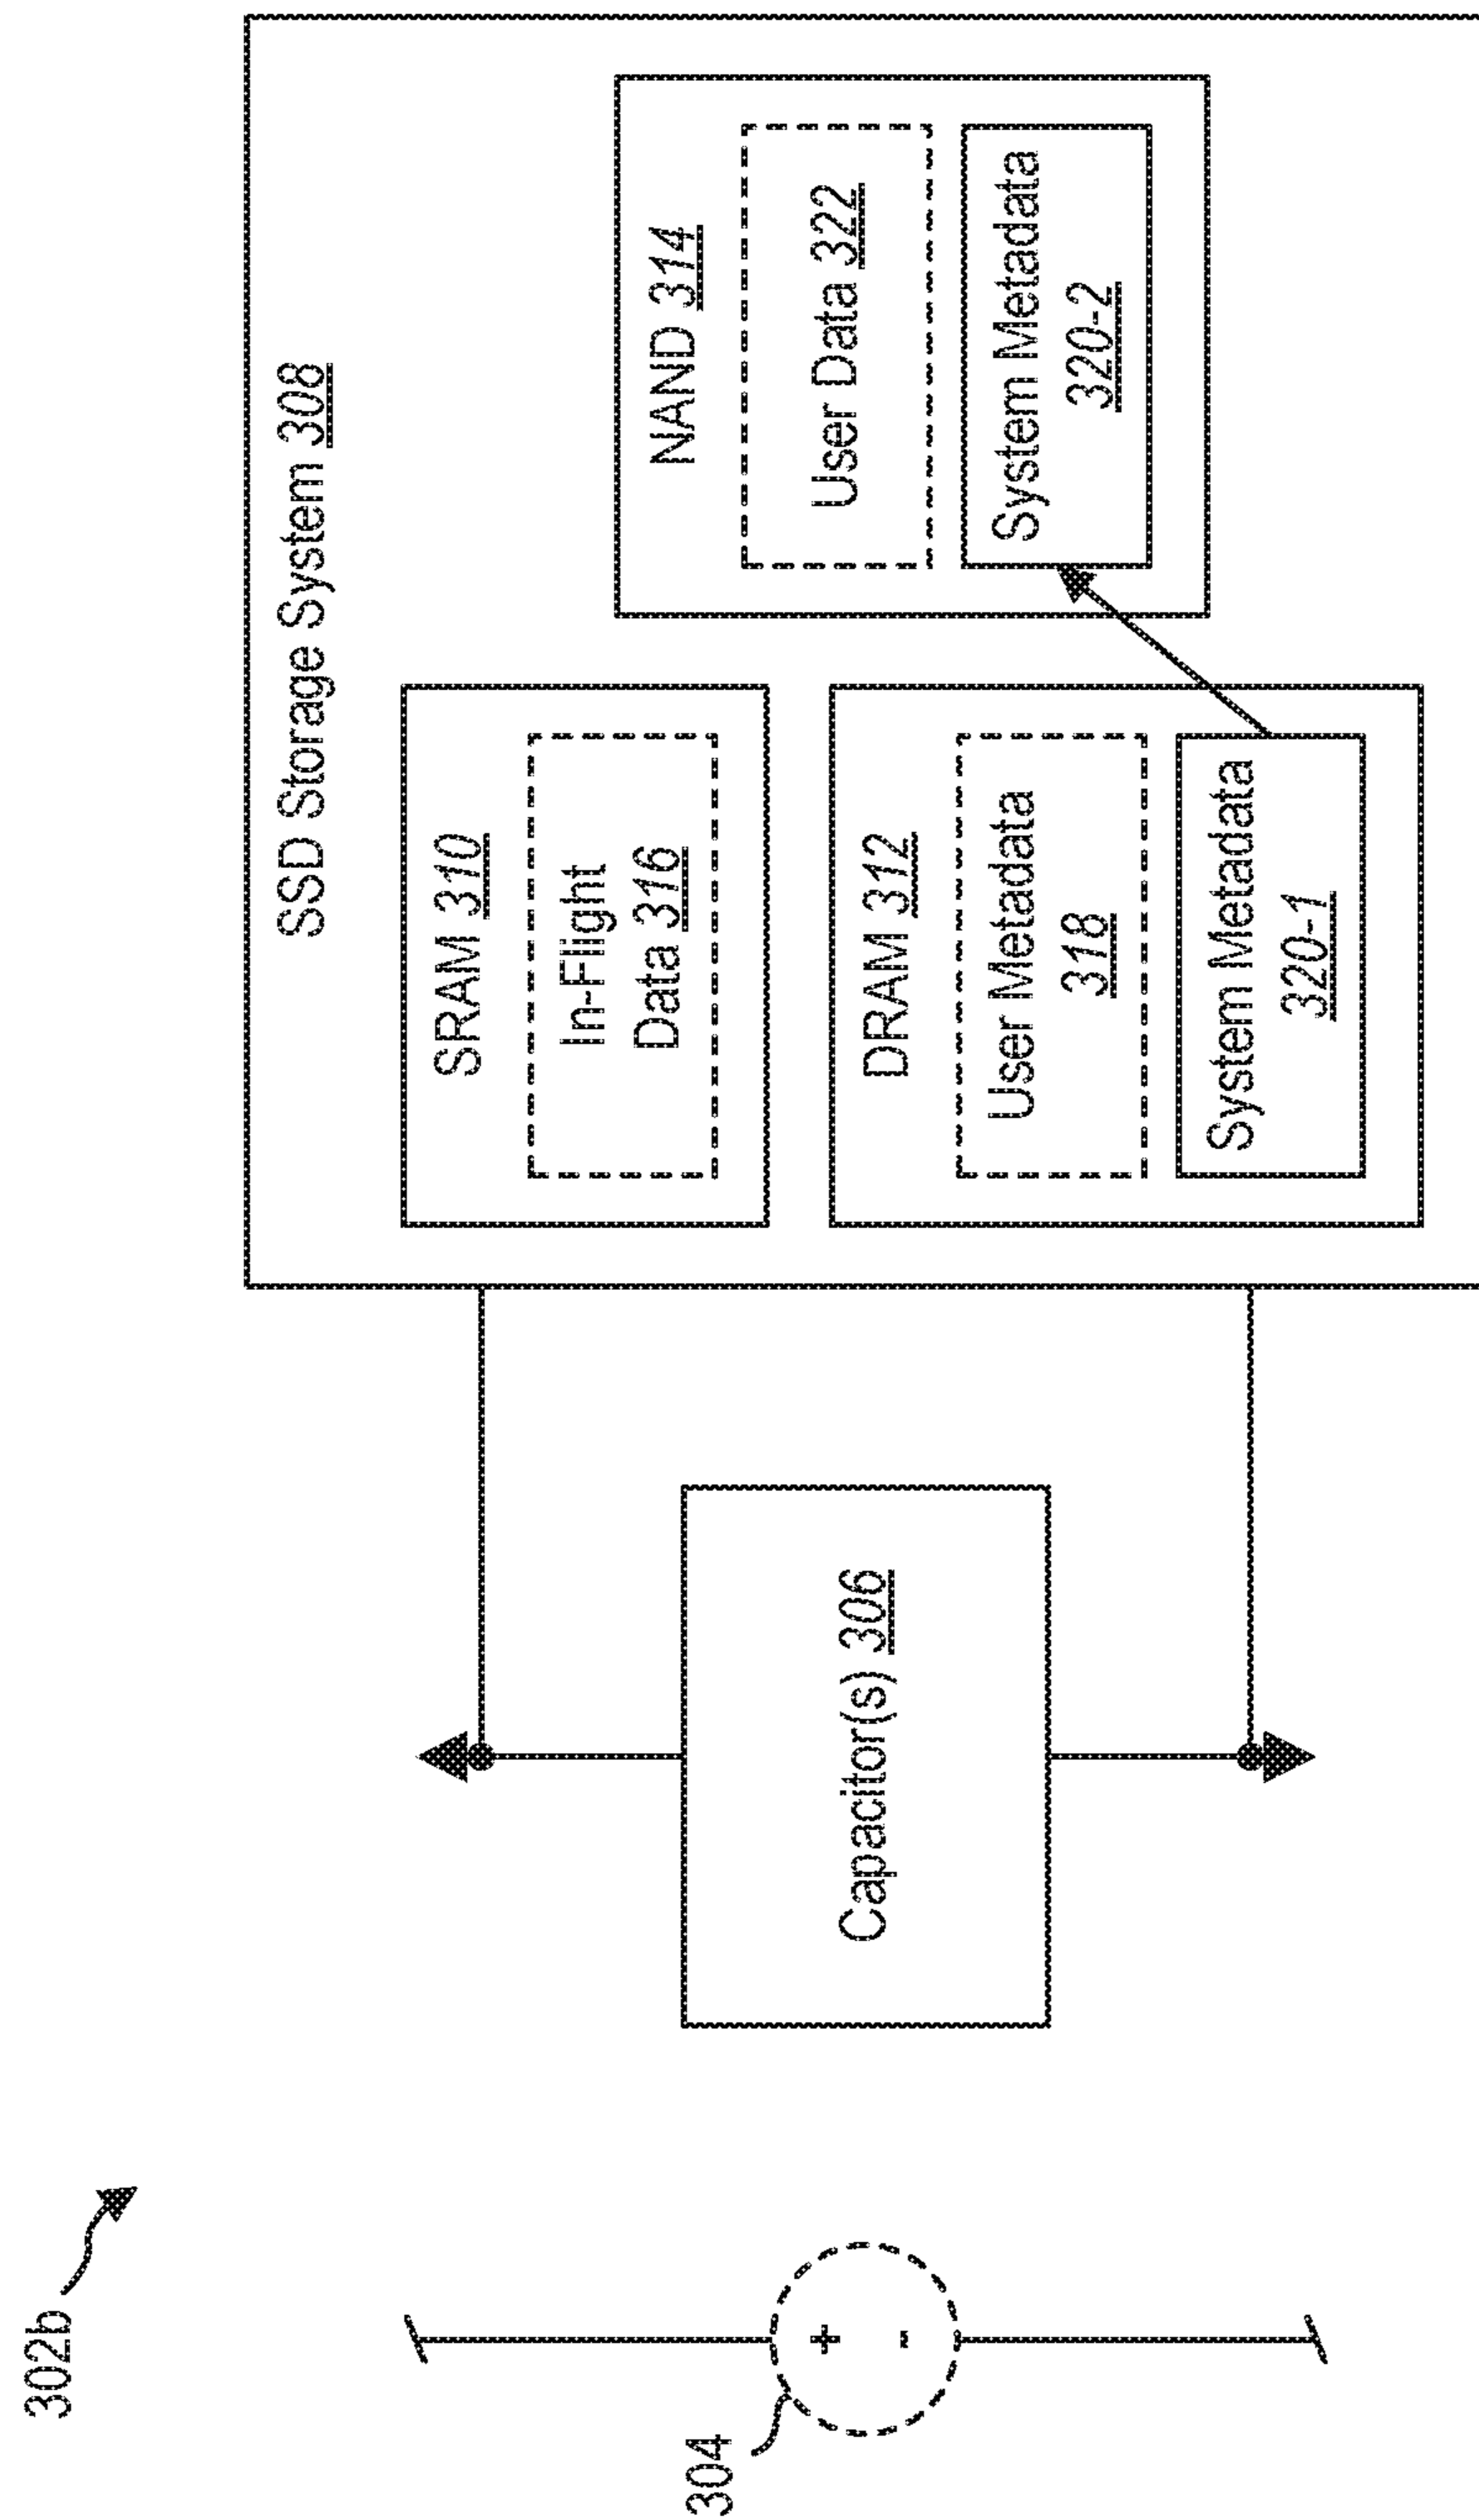 302b
304
+
-
Capacitor(s) 306
SSD Storage System 308
SRAM 310
In-Flight
Data 316
DRAM 312
User Metadata
318
System Metadata
320-1
NAND 314
User Data 322
System Metadata
320-2